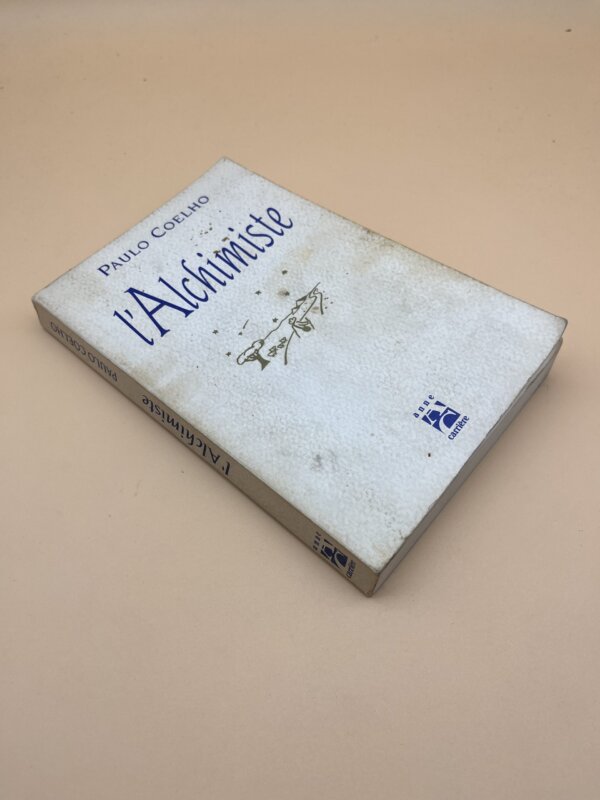 PAULO COELHO
l'Alchimiste
anne
carrière
PAULO COELHO
l'Alchimiste
anne
carrière